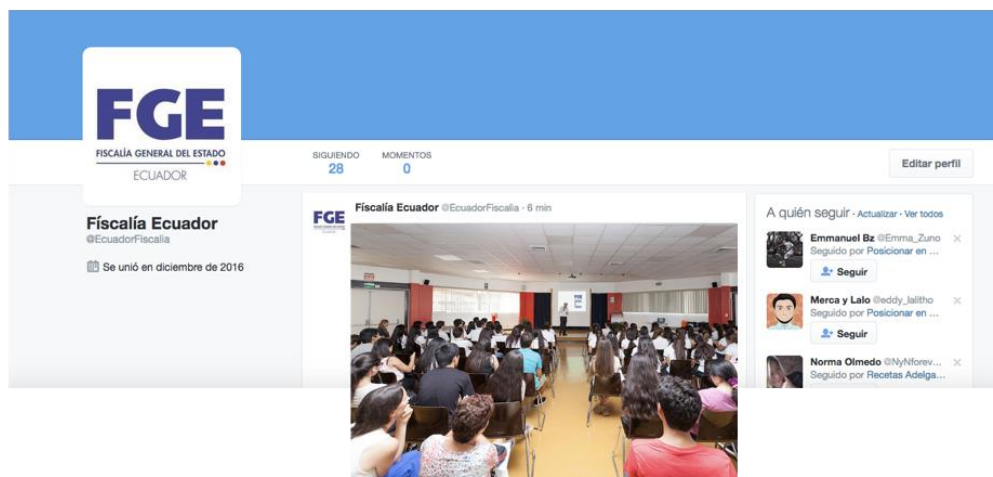 FGE
FISCALÍA GENERAL DEL ESTADO
ECUADOR
Físcalía Ecuador
@EcuadorFiscalia
Se unió en diciembre de 2016
SIGUIENDO
28
MOMENTOS
0
Editar perfil
FGE
Físcalía Ecuador @EcuadorFiscalia · 6 min
FGE
A quién seguir · Actualizar · Ver todos
Emmanuel Bz @Emma_Zuno
Seguido por Posicionar en ...
Seguir
Merca y Lalo @eddy_lalitho
Seguido por Posicionar en ...
Seguir
Norma Olmedo @NyNforev...
Seguido por Recetas Adelga...